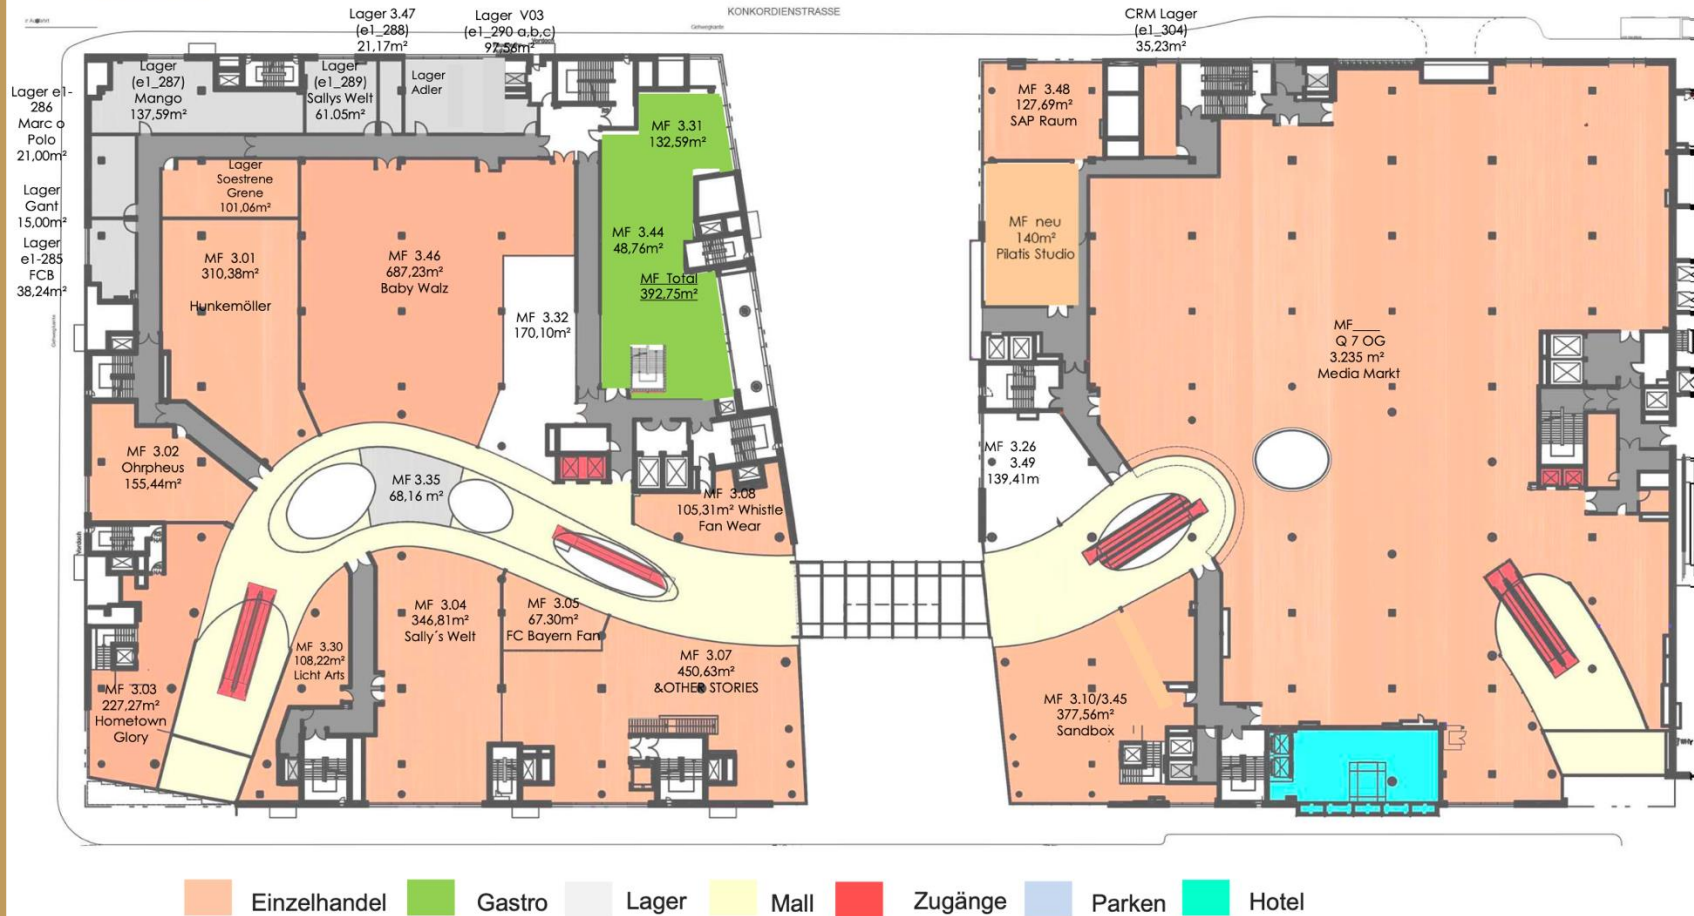 KONKORDIENSTRASSE
Gehwegkante
Lager 3.47
(e1_288)
21,17m²
Lager V03
(e1_290 a,b,c)
97,56m²
CRM Lager
(e1_304)
35,23m²
Lager
(e1_287)
Mango
137,59m²
Lager
(e1_289)
Sallys Welt
61.05m²
Lager
Adler
Lager e1-
286
Marc o
Polo
21,00m²
Lager
Gant
15,00m²
Lager
e1-285
FCB
38,24m²
Lager
Soestrene
Grene
101,06m²
MF 3.01
310,38m²
Hunkemöller
MF 3.46
687,23m²
Baby Walz
MF 3.32
170,10m²
MF 3.31
132,59m²
MF 3.44
48,76m²
MF Total
392,75m²
MF 3.48
127,69m²
SAP Raum
MF neu
140m²
Pilatis Studio
MF___
Q 7 OG
3.235 m²
Media Markt
MF 3.02
Ohrpheus
155,44m²
MF 3.35
68,16 m²
MF 3.08
105,31m² Whistle
Fan Wear
MF 3.26
3.49
139,41m
MF 3.04
346,81m²
Sally´s Welt
MF 3.05
67.30m²
FC Bayern Fan
MF 3.30
108,22m²
Licht Arts
MF 3.03
227,27m²
Hometown
Glory
MF 3.07
450,63m²
&OTHER STORIES
MF 3.10/3.45
377,56m²
Sandbox
Einzelhandel
Gastro
Lager
Mall
Zugänge
Parken
Hotel